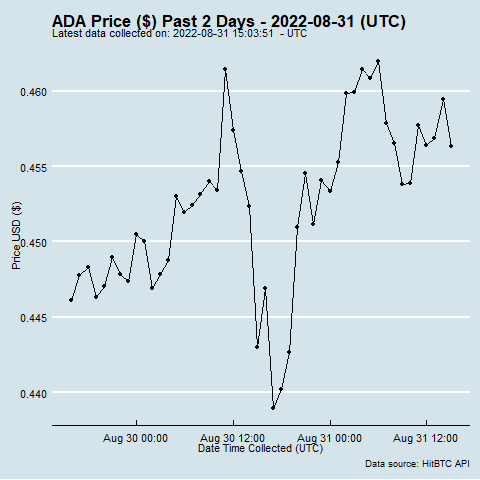 ADA Price ($) Past 2 Days - 2022-08-31 (UTC)
Latest data collected on: 2022-08-31 15:03:51 - UTC
0.460
0.455
0.450
0.445
0.440
Price USD ($)
Aug 30 00:00
Aug 30 12:00
Aug 31 00:00
Aug 31 12:00
Date Time Collected (UTC)
Data source: HitBTC API